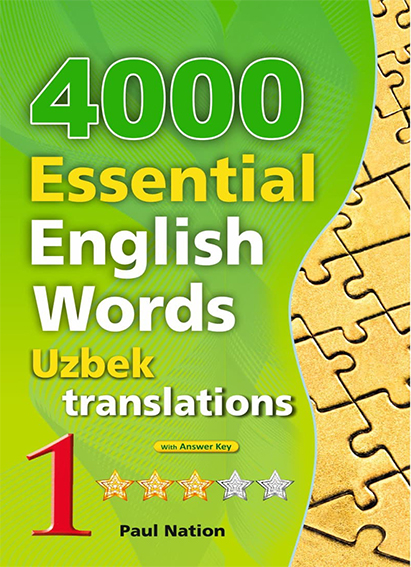 4000
Essential
English
Words
Uzbek
translations
With Answer Key
1
Paul Nation